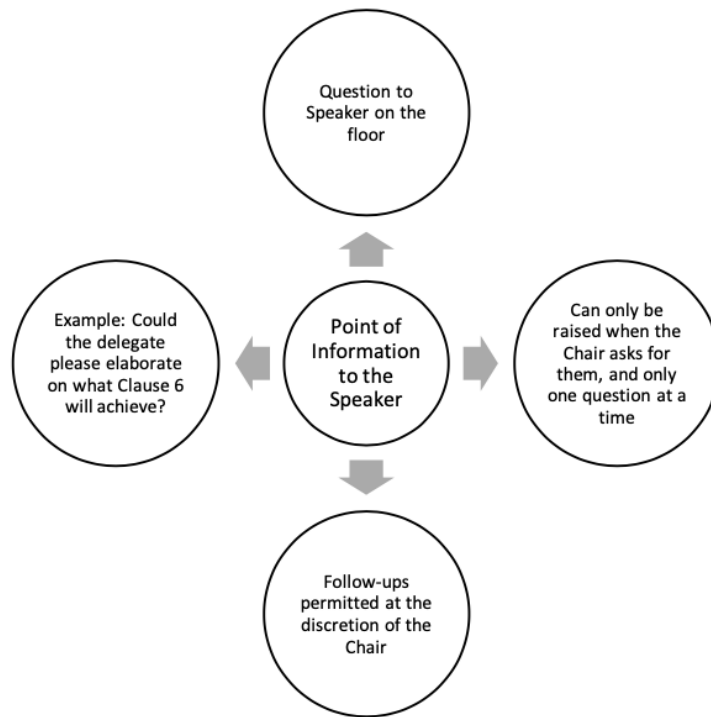 Question to
Speaker on the
floor
Example: Could
the delegate
please elaborate
on what Clause 6
will achieve?
Point of
Information
to the
Speaker
Can only be
raised when the
Chair asks for
them, and only
one question at a
time
Follow-ups
permitted at the
discretion of the
Chair